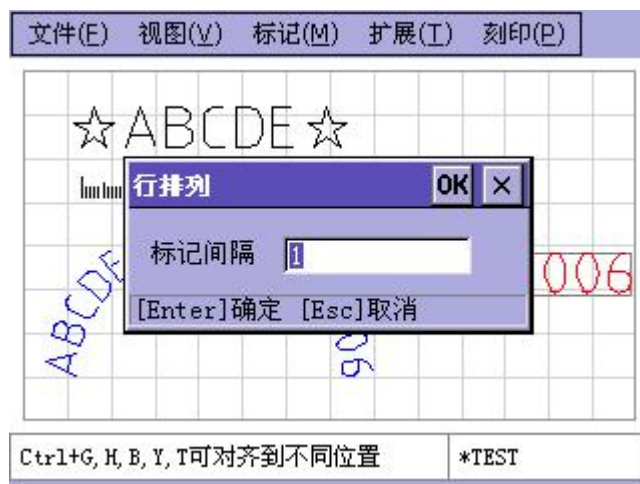 文件(F) 视图(V) 标记(M) 扩展(T) 刻印(P)
☆ABCDE☆
行排列 OK ×
标记间隔 1
ABCDE
006
[Enter]确定 [Esc]取消
ABCDE
Ctrl+G,H,B,Y,T可对齐到不同位置 *TEST